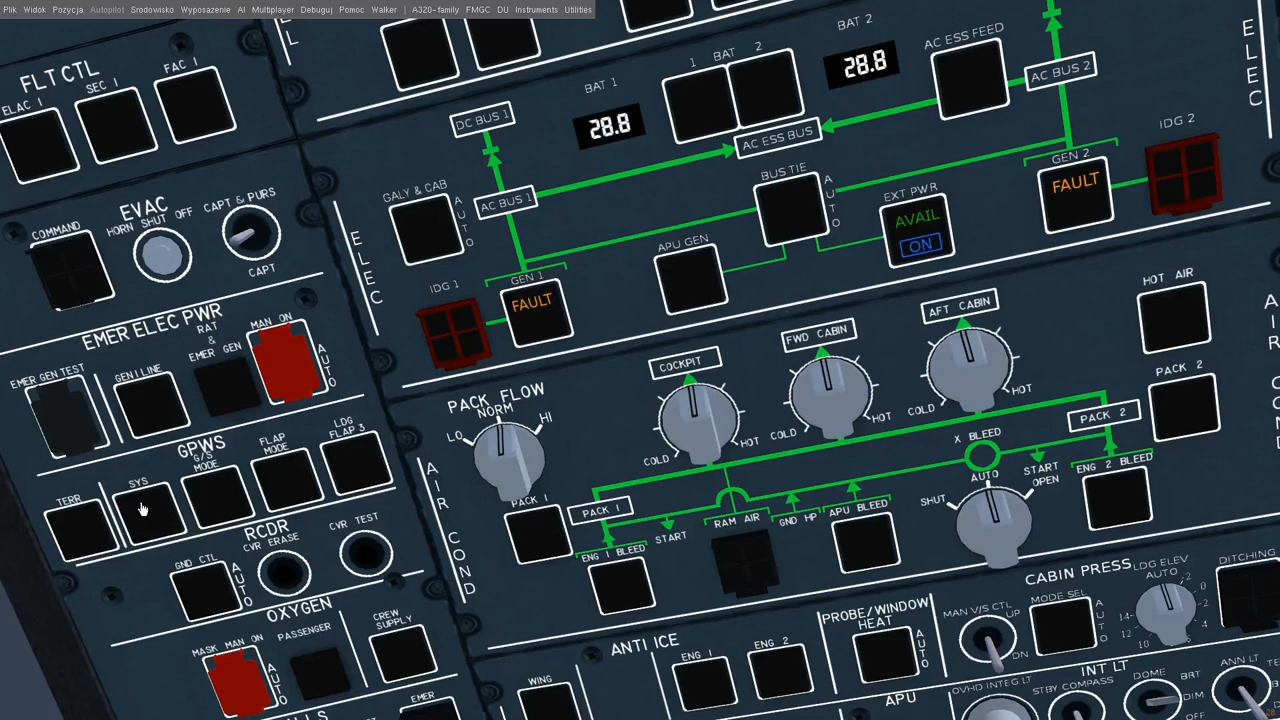 Plik Widok Pozycja Autopilot Srodowisko Wyposazenie AI Multiplayer Debuguj Pomoc Walker | A320-family FMGC DU Instruments Utilities
FLT CTL
ELAC 1
SEC 1
FAC 1
L
BAT 1
28.8
BAT
1
2
BAT 2
28.8
AC ESS FEED
DC BUS 1
AC ESS BUS
AC BUS 2
ELEC
GALY & CAB
AUTO
AC BUS 1
BUS TIE
AUTO
EXT PWR
AVAIL
ON
GEN 2
FAULT
IDG 2
ELEC
APU GEN
IDG 1
GEN 1
FAULT
EVAC
COMMAND
HORN SHUT OFF
CAPT & PURS
CAPT
EMER ELEC PWR
EMER GEN TEST
GEN 1 LINE
RAT
&
EMER GEN
MAN ON
AUTO
GPWS
TERR
SYS
G/S
MODE
FLAP
MODE
LDG
FLAP 3
RCDR
GND CTL
AUTO
CVR ERASE
CVR TEST
OXYGEN
MASK MAN ON
AUTO
PASSENGER
CREW
SUPPLY
EMER
AIR COND
PACK FLOW
LO
NORM
HI
COCKPIT
COLD
HOT
FWD CABIN
COLD
HOT
AFT CABIN
COLD
HOT
HOT AIR
PACK 1
PACK 1
ENG 1 BLEED
START
RAM AIR
GND HP
APU BLEED
X BLEED
AUTO
SHUT
OPEN
START
PACK 2
ENG 2 BLEED
PACK 2
ANTI ICE
WING
ENG 1
ENG 2
PROBE/WINDOW
HEAT
AUTO
CABIN PRESS
MAN V/S CTL
UP
DN
MODE SEL
AUTO
LDG ELEV
AUTO
-2
0
2
4
6
14
12
10
DITCHING
APU
INT LT
OVHD INTEG LT
STBY COMPASS
DOME
BRT
DIM
OFF
ANN LT